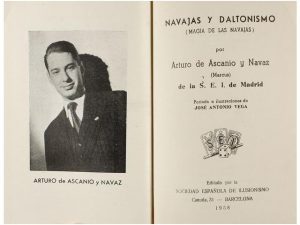 ARTURO de ASCANIO y NAVAZ
NAVAJAS Y DALTONISMO
(MAGIA DE LAS NAVAJAS)
por
Arturo de Ascanio y Navaz
(Marcus)
de la S. E. I. de Madrid
Portada e ilustraciones de
JOSÉ ANTONIO VEGA
Editado por la
SOCIEDAD ESPAÑOLA DE ILUSIONISMO
BARCELONA
1958